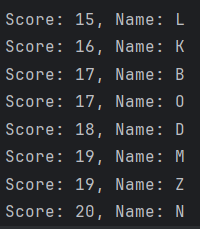 Score: 15, Name: L
Score: 16, Name: K
Score: 17, Name: B
Score: 17, Name: O
Score: 18, Name: D
Score: 19, Name: M
Score: 19, Name: Z
Score: 20, Name: N